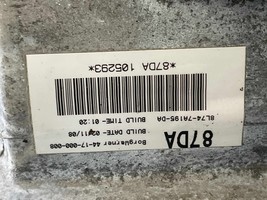 87DA
BorgWarner 44-17-000-008
BUILD DATE- 02/11/08
BUILD TIME- 01:20
8L74-7A195-DA
*87DA 105293*